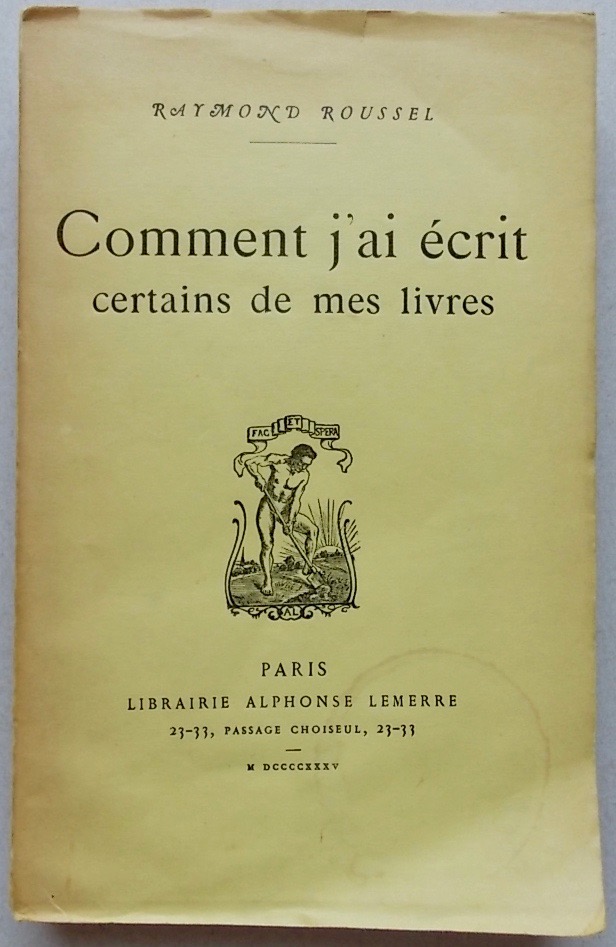 RAYMOND ROUSSEL
Comment j'ai écrit
certains de mes livres
FAC ET SPERA
AL
PARIS
LIBRAIRIE ALPHONSE LEMERRE
23-33, PASSAGE CHOISEUL, 23-33
M DCCCCXXXV